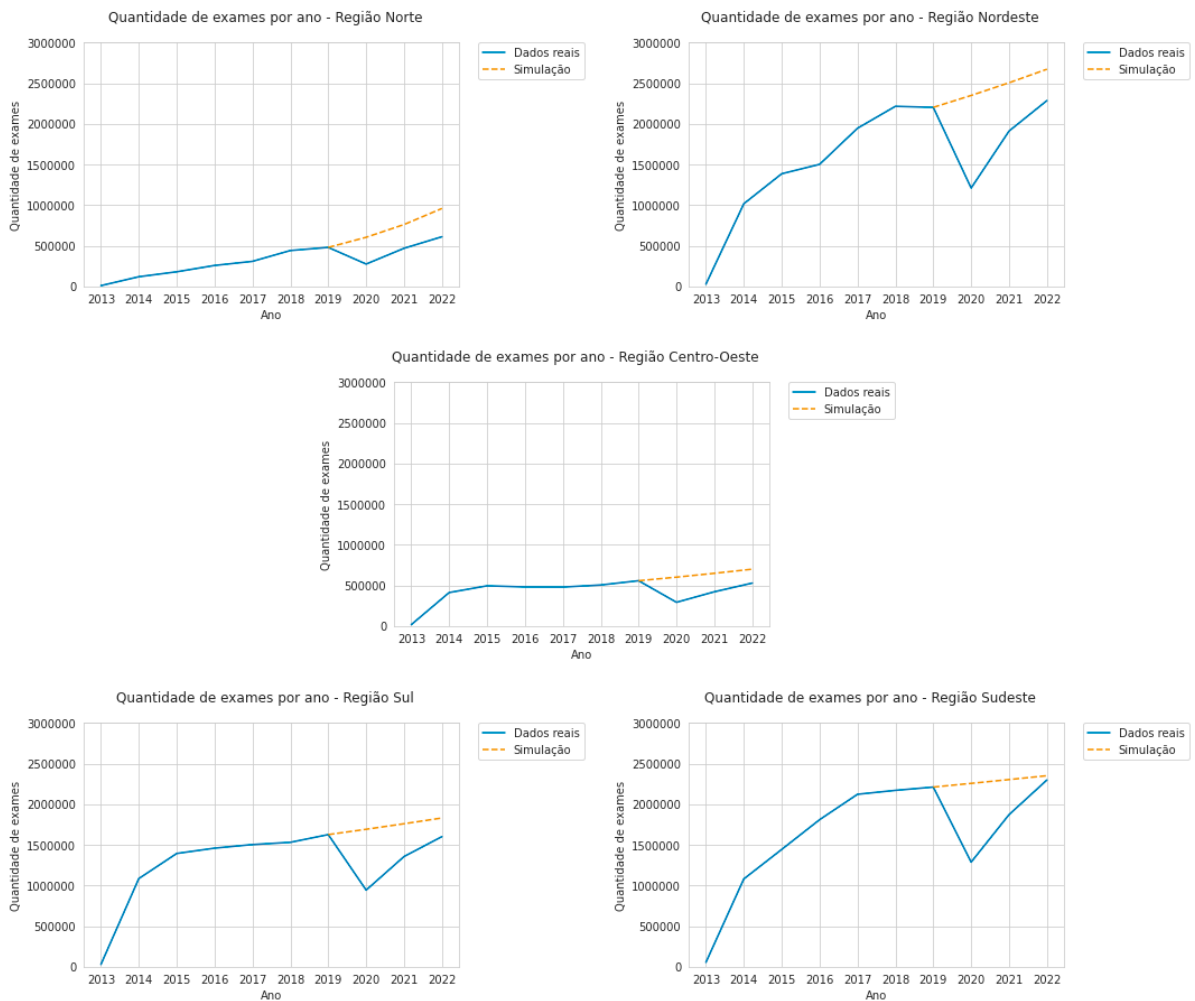 Quantidade de exames por ano - Região Norte
3000000
2500000
2000000
1500000
1000000
500000
0
Quantidade de exames
2013 2014 2015 2016 2017 2018 2019 2020 2021 2022
Ano
Dados reais
Simulação
Quantidade de exames por ano - Região Nordeste
3000000
2500000
2000000
1500000
1000000
500000
0
Quantidade de exames
2013 2014 2015 2016 2017 2018 2019 2020 2021 2022
Ano
Dados reais
Simulação
Quantidade de exames por ano - Região Centro-Oeste
3000000
2500000
2000000
1500000
1000000
500000
0
Quantidade de exames
2013 2014 2015 2016 2017 2018 2019 2020 2021 2022
Ano
Dados reais
Simulação
Quantidade de exames por ano - Região Sul
3000000
2500000
2000000
1500000
1000000
500000
0
Quantidade de exames
2013 2014 2015 2016 2017 2018 2019 2020 2021 2022
Ano
Dados reais
Simulação
Quantidade de exames por ano - Região Sudeste
3000000
2500000
2000000
1500000
1000000
500000
0
Quantidade de exames
2013 2014 2015 2016 2017 2018 2019 2020 2021 2022
Ano
Dados reais
Simulação